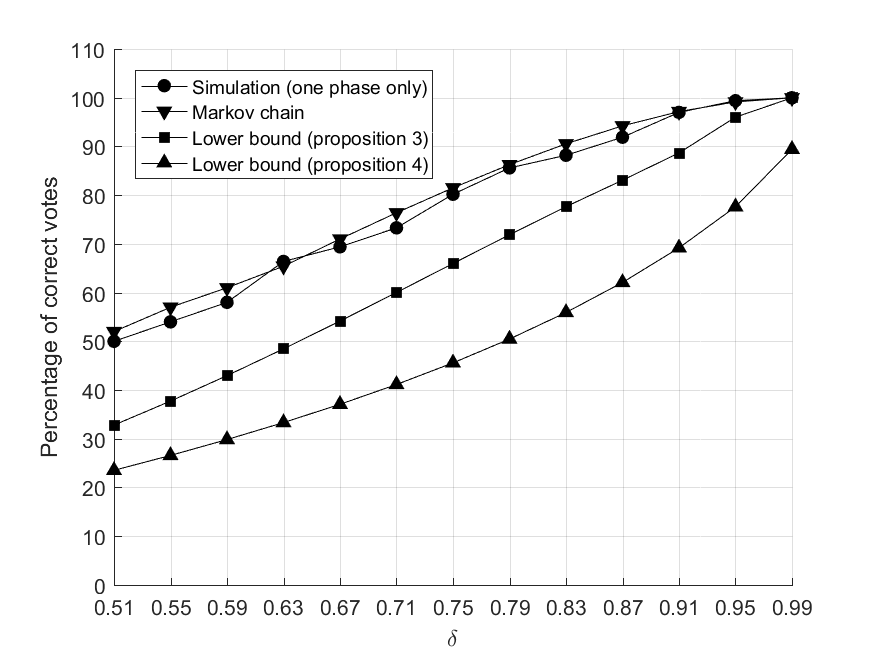 110
100
90
80
70
60
50
40
30
20
10
0
Percentage of correct votes
Simulation (one phase only)
Markov chain
Lower bound (proposition 3)
Lower bound (proposition 4)
0.51 0.55 0.59 0.63 0.67 0.71 0.75 0.79 0.83 0.87 0.91 0.95 0.99
δ